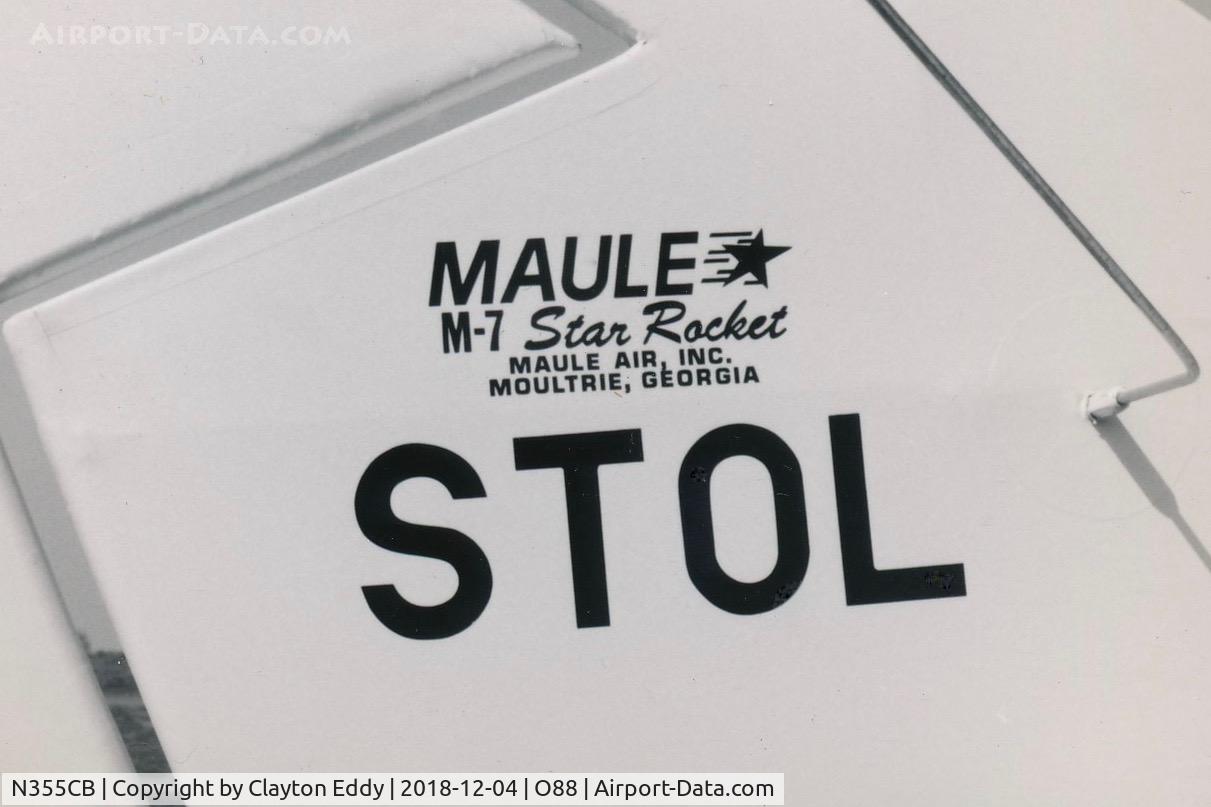 Airport-Data.com
MAULE
M-7 Star Rocket
MAULE AIR, INC.
MOULTRIE, GEORGIA
STOL
N355CB | Copyright by Clayton Eddy | 2018-12-04 | O88 | Airport-Data.com